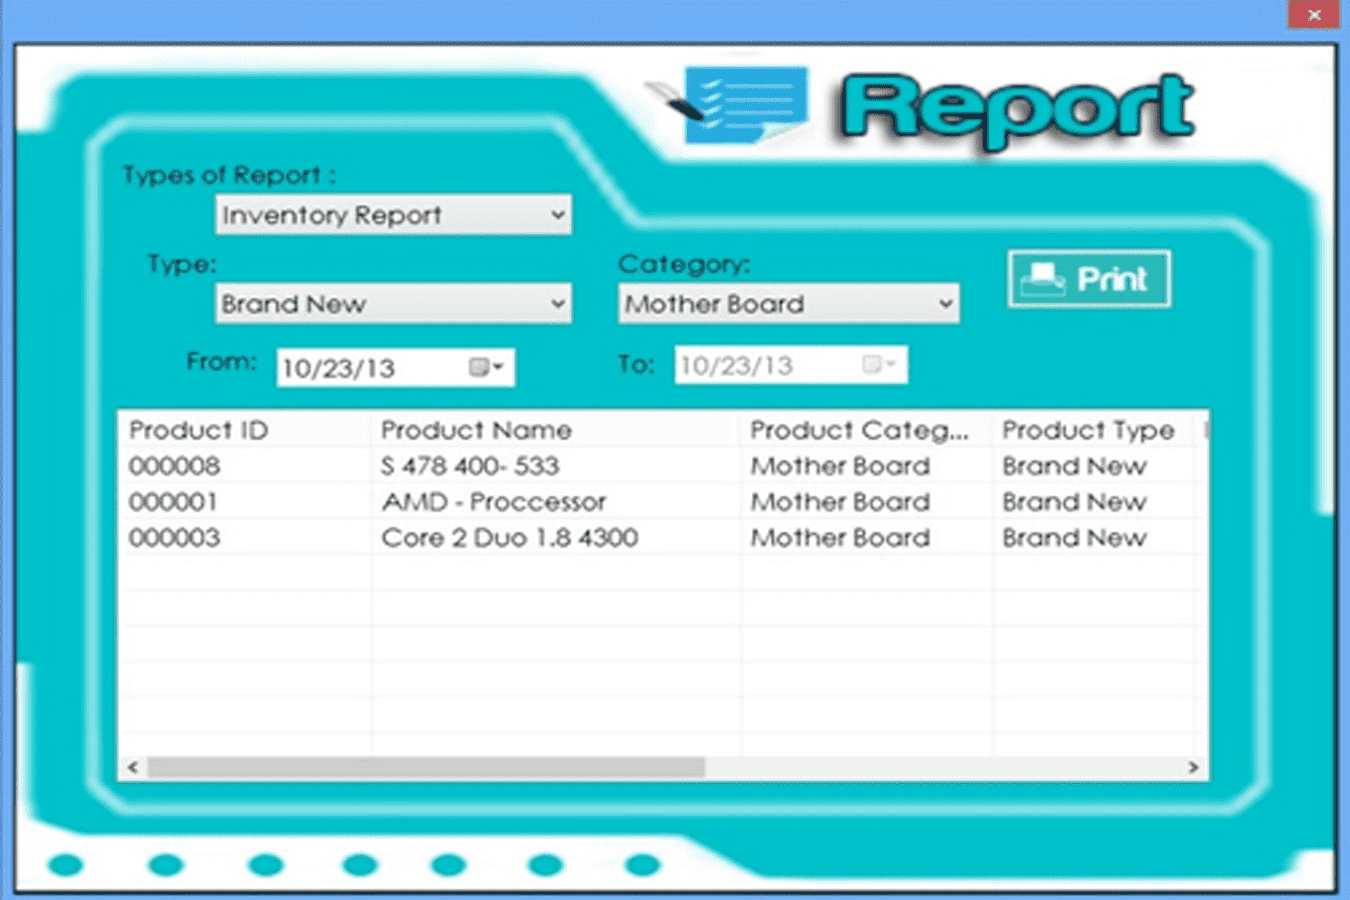 Report
Types of Report :
Inventory Report
Type:
Category:
Print
Brand New
Mother Board
From:
10/23/13
To:
10/23/13
Product ID Product Name Product Categ... Product Type
000008 S 478 400- 533 Mother Board Brand New
000001 AMD - Proccessor Mother Board Brand New
000003 Core 2 Duo 1.8 4300 Mother Board Brand New